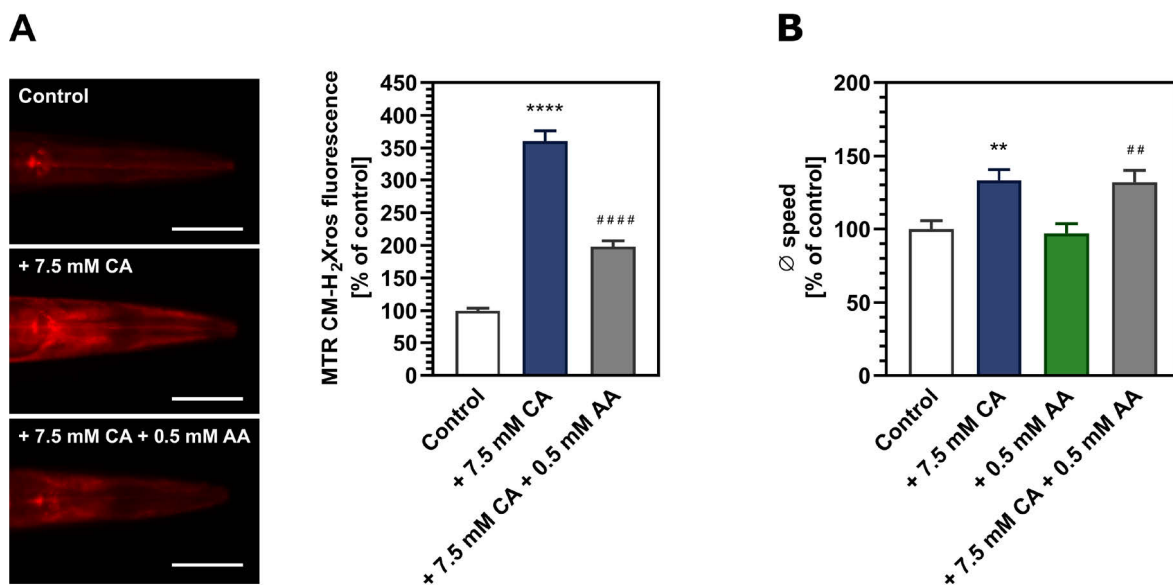 A
Control
+ 7.5 mM CA
+ 7.5 mM CA + 0.5 mM AA
MTR CM-H₂Xros fluorescence
[% of control]
450
400
350
300
250
200
150
100
50
0
****
####
Control
+ 7.5 mM CA
+ 7.5 mM CA + 0.5 mM AA
B
∅ speed
[% of control]
200
150
100
50
0
**
##
Control
+ 7.5 mM CA
+ 0.5 mM AA
+ 7.5 mM CA + 0.5 mM AA